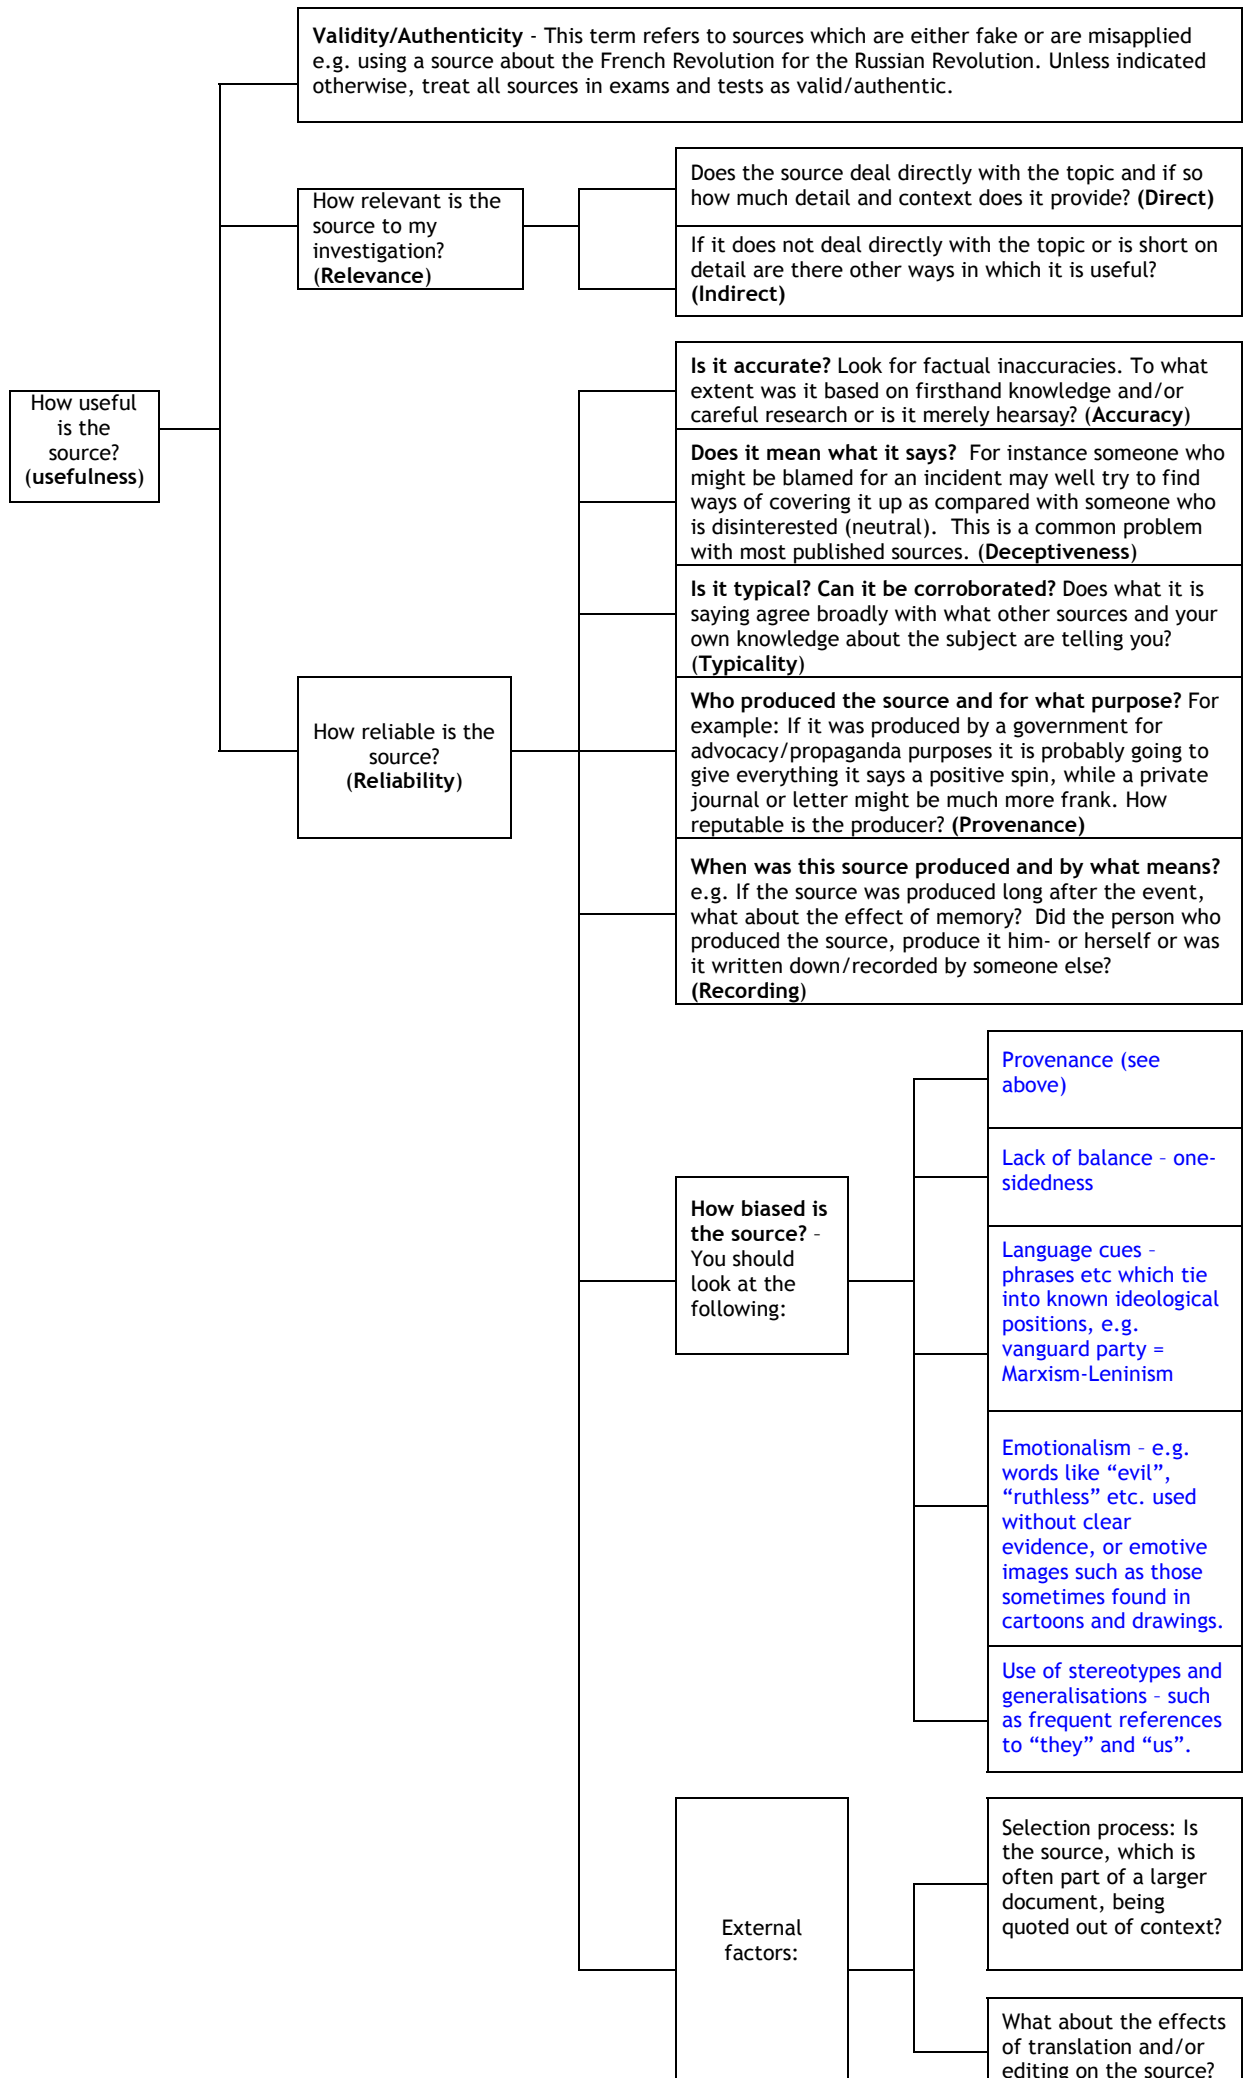 Validity/Authenticity - This term refers to sources which are either fake or are misapplied
e.g. using a source about the French Revolution for the Russian Revolution. Unless indicated
otherwise, treat all sources in exams and tests as valid/authentic.
How relevant is the
source to my
investigation?
(Relevance)
Does the source deal directly with the topic and if so
how much detail and context does it provide? (Direct)
If it does not deal directly with the topic or is short on
detail are there other ways in which it is useful?
(Indirect)
How useful
is the
source?
(usefulness)
Is it accurate? Look for factual inaccuracies. To what
extent was it based on firsthand knowledge and/or
careful research or is it merely hearsay? (Accuracy)
Does it mean what it says?  For instance someone who
might be blamed for an incident may well try to find
ways of covering it up as compared with someone who
is disinterested (neutral).  This is a common problem
with most published sources. (Deceptiveness)
Is it typical? Can it be corroborated? Does what it is
saying agree broadly with what other sources and your
own knowledge about the subject are telling you?
(Typicality)
How reliable is the
source?
(Reliability)
Who produced the source and for what purpose? For
example: If it was produced by a government for
advocacy/propaganda purposes it is probably going to
give everything it says a positive spin, while a private
journal or letter might be much more frank. How
reputable is the producer? (Provenance)
When was this source produced and by what means?
e.g. If the source was produced long after the event,
what about the effect of memory?  Did the person who
produced the source, produce it him- or herself or was
it written down/recorded by someone else?
(Recording)
How biased is
the source? –
You should
look at the
following:
Provenance (see
above)
Lack of balance – one-
sidedness
Language cues –
phrases etc which tie
into known ideological
positions, e.g.
vanguard party =
Marxism-Leninism
Emotionalism – e.g.
words like “evil”,
“ruthless” etc. used
without clear
evidence, or emotive
images such as those
sometimes found in
cartoons and drawings.
Use of stereotypes and
generalisations – such
as frequent references
to “they” and “us”.
External
factors:
Selection process: Is
the source, which is
often part of a larger
document, being
quoted out of context?
What about the effects
of translation and/or
editing on the source?